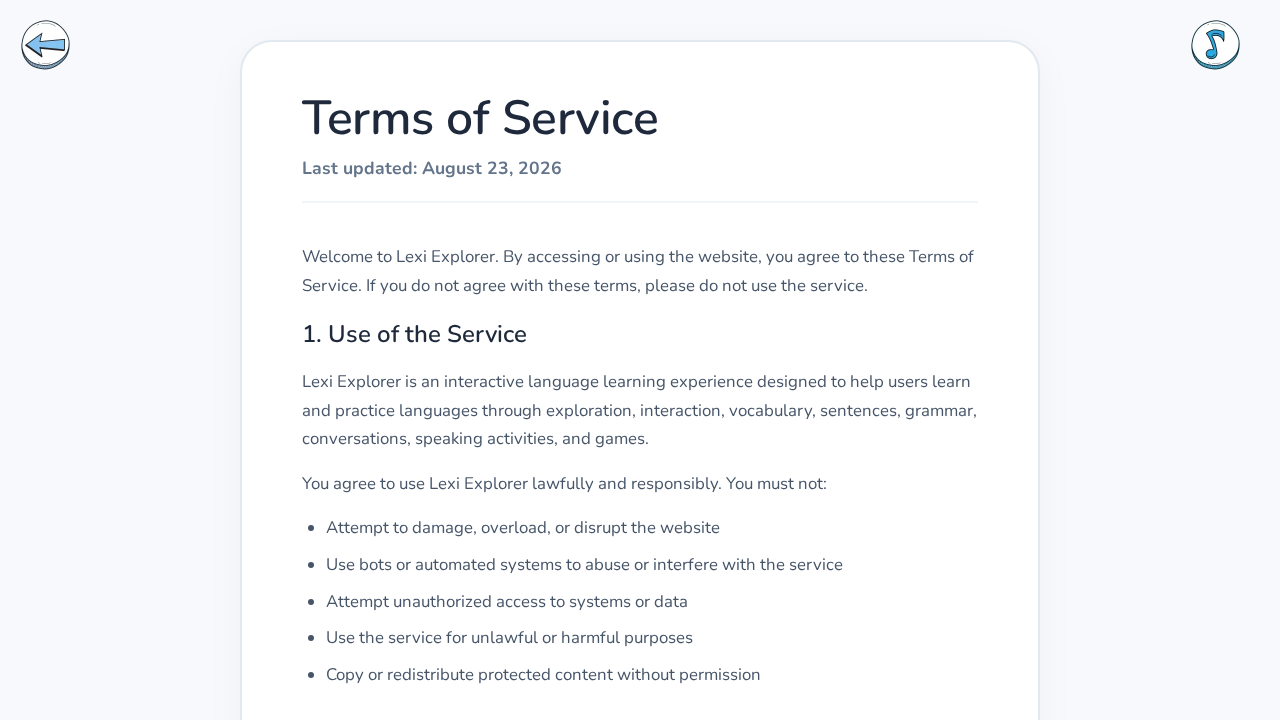 Terms of Service
Last updated: August 23, 2026
Welcome to Lexi Explorer. By accessing or using the website, you agree to these Terms of
Service. If you do not agree with these terms, please do not use the service.
1. Use of the Service
Lexi Explorer is an interactive language learning experience designed to help users learn
and practice languages through exploration, interaction, vocabulary, sentences, grammar,
conversations, speaking activities, and games.
You agree to use Lexi Explorer lawfully and responsibly. You must not:
• Attempt to damage, overload, or disrupt the website
• Use bots or automated systems to abuse or interfere with the service
• Attempt unauthorized access to systems or data
• Use the service for unlawful or harmful purposes
• Copy or redistribute protected content without permission